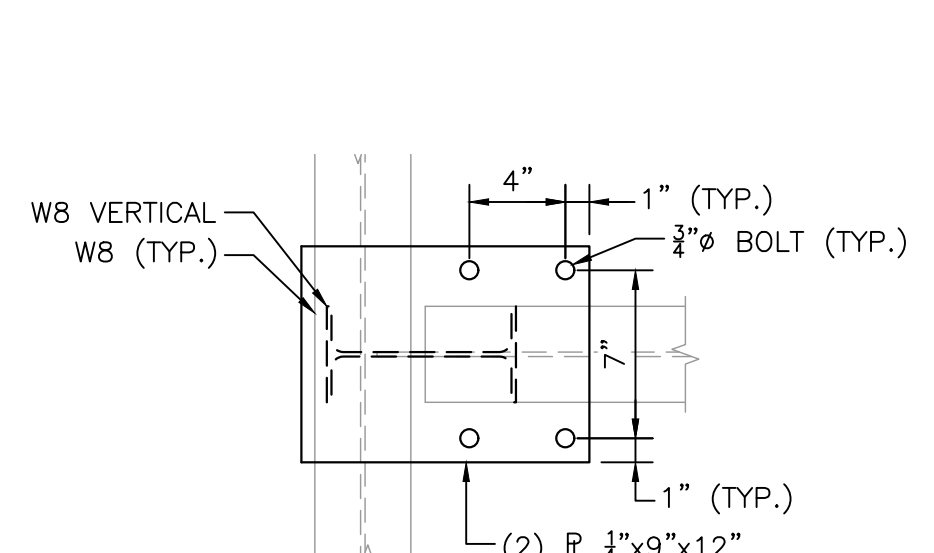 4"
1" (TYP.)
W8 VERTICAL
3/4"ø BOLT (TYP.)
W8 (TYP.)
7"
1" (TYP.)
(2) ℙ 1/4"x9"x12"